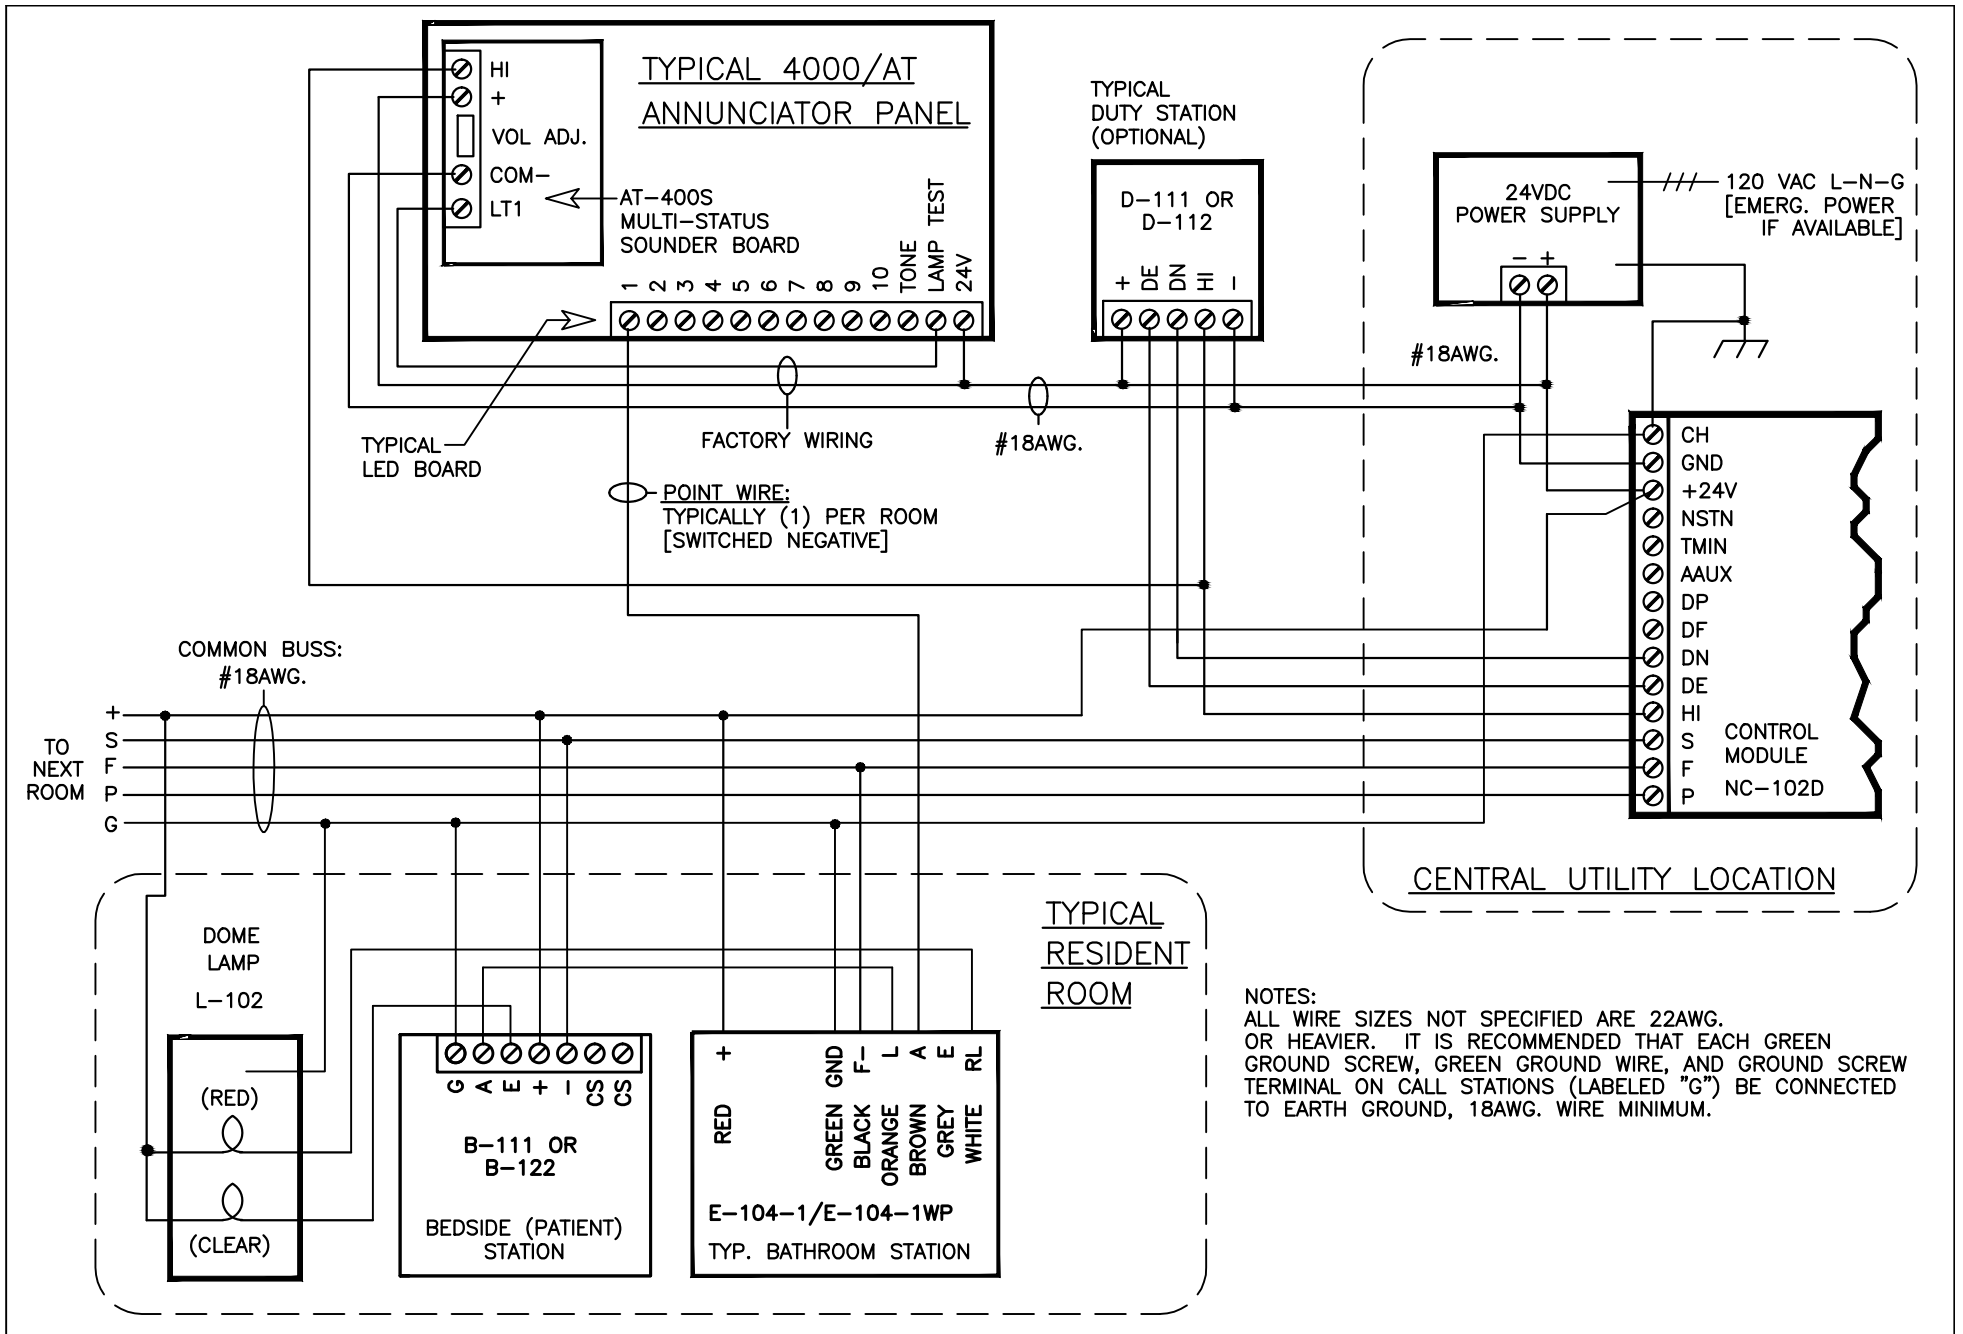 TYPICAL 4000/AT
ANNUNCIATOR PANEL
HI
+
VOL ADJ.
COM-
LT1
AT-400S
MULTI-STATUS
SOUNDER BOARD
1
2
3
4
5
6
7
8
9
10
TONE
LAMP TEST
24V
TYPICAL
DUTY STATION
(OPTIONAL)
D-111 OR
D-112
+
DE
DN
HI
-
24VDC
POWER SUPPLY
- +
120 VAC L-N-G
[EMERG. POWER
IF AVAILABLE]
#18AWG.
TYPICAL
LED BOARD
FACTORY WIRING
#18AWG.
POINT WIRE:
TYPICALLY (1) PER ROOM
[SWITCHED NEGATIVE]
CH
GND
+24V
NSTN
TMIN
AAUX
DP
DF
DN
DE
HI
S
F
P
CONTROL
MODULE
NC-102D
CENTRAL UTILITY LOCATION
COMMON BUSS:
#18AWG.
TO
NEXT
ROOM
+
S
F
P
G
TYPICAL
RESIDENT
ROOM
DOME
LAMP
L-102
(RED)
(CLEAR)
G
A
E
+
-
CS
CS
B-111 OR
B-122
BEDSIDE (PATIENT)
STATION
+
GND
F-
L
A
E
RL
RED
GREEN
BLACK
ORANGE
BROWN
GREY
WHITE
E-104-1/E-104-1WP
TYP. BATHROOM STATION
NOTES:
ALL WIRE SIZES NOT SPECIFIED ARE 22AWG.
OR HEAVIER. IT IS RECOMMENDED THAT EACH GREEN
GROUND SCREW, GREEN GROUND WIRE, AND GROUND SCREW
TERMINAL ON CALL STATIONS (LABELED "G") BE CONNECTED
TO EARTH GROUND, 18AWG. WIRE MINIMUM.